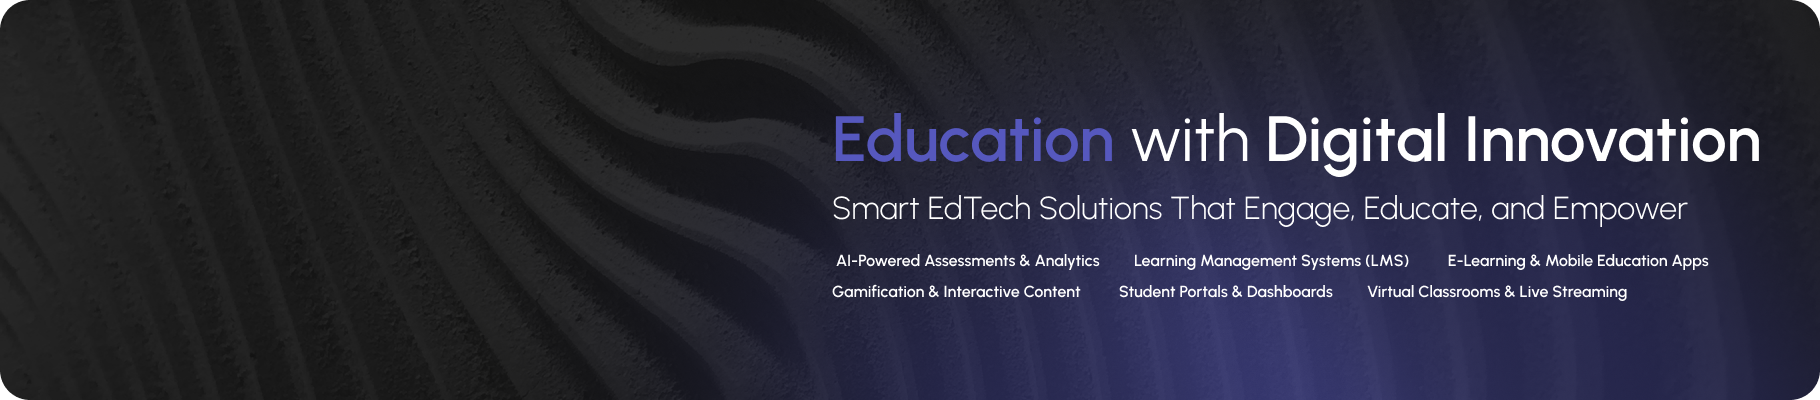 Education with Digital Innovation
Smart EdTech Solutions That Engage, Educate, and Empower
AI-Powered Assessments & Analytics Learning Management Systems (LMS) E-Learning & Mobile Education Apps
Gamification & Interactive Content Student Portals & Dashboards Virtual Classrooms & Live Streaming